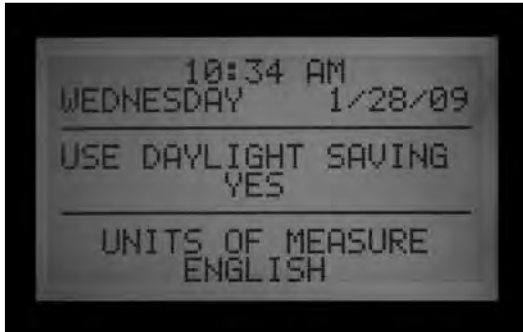 10:34 AM
WEDNESDAY 1/28/09
USE DAYLIGHT SAVING
YES
UNITS OF MEASURE
ENGLISH